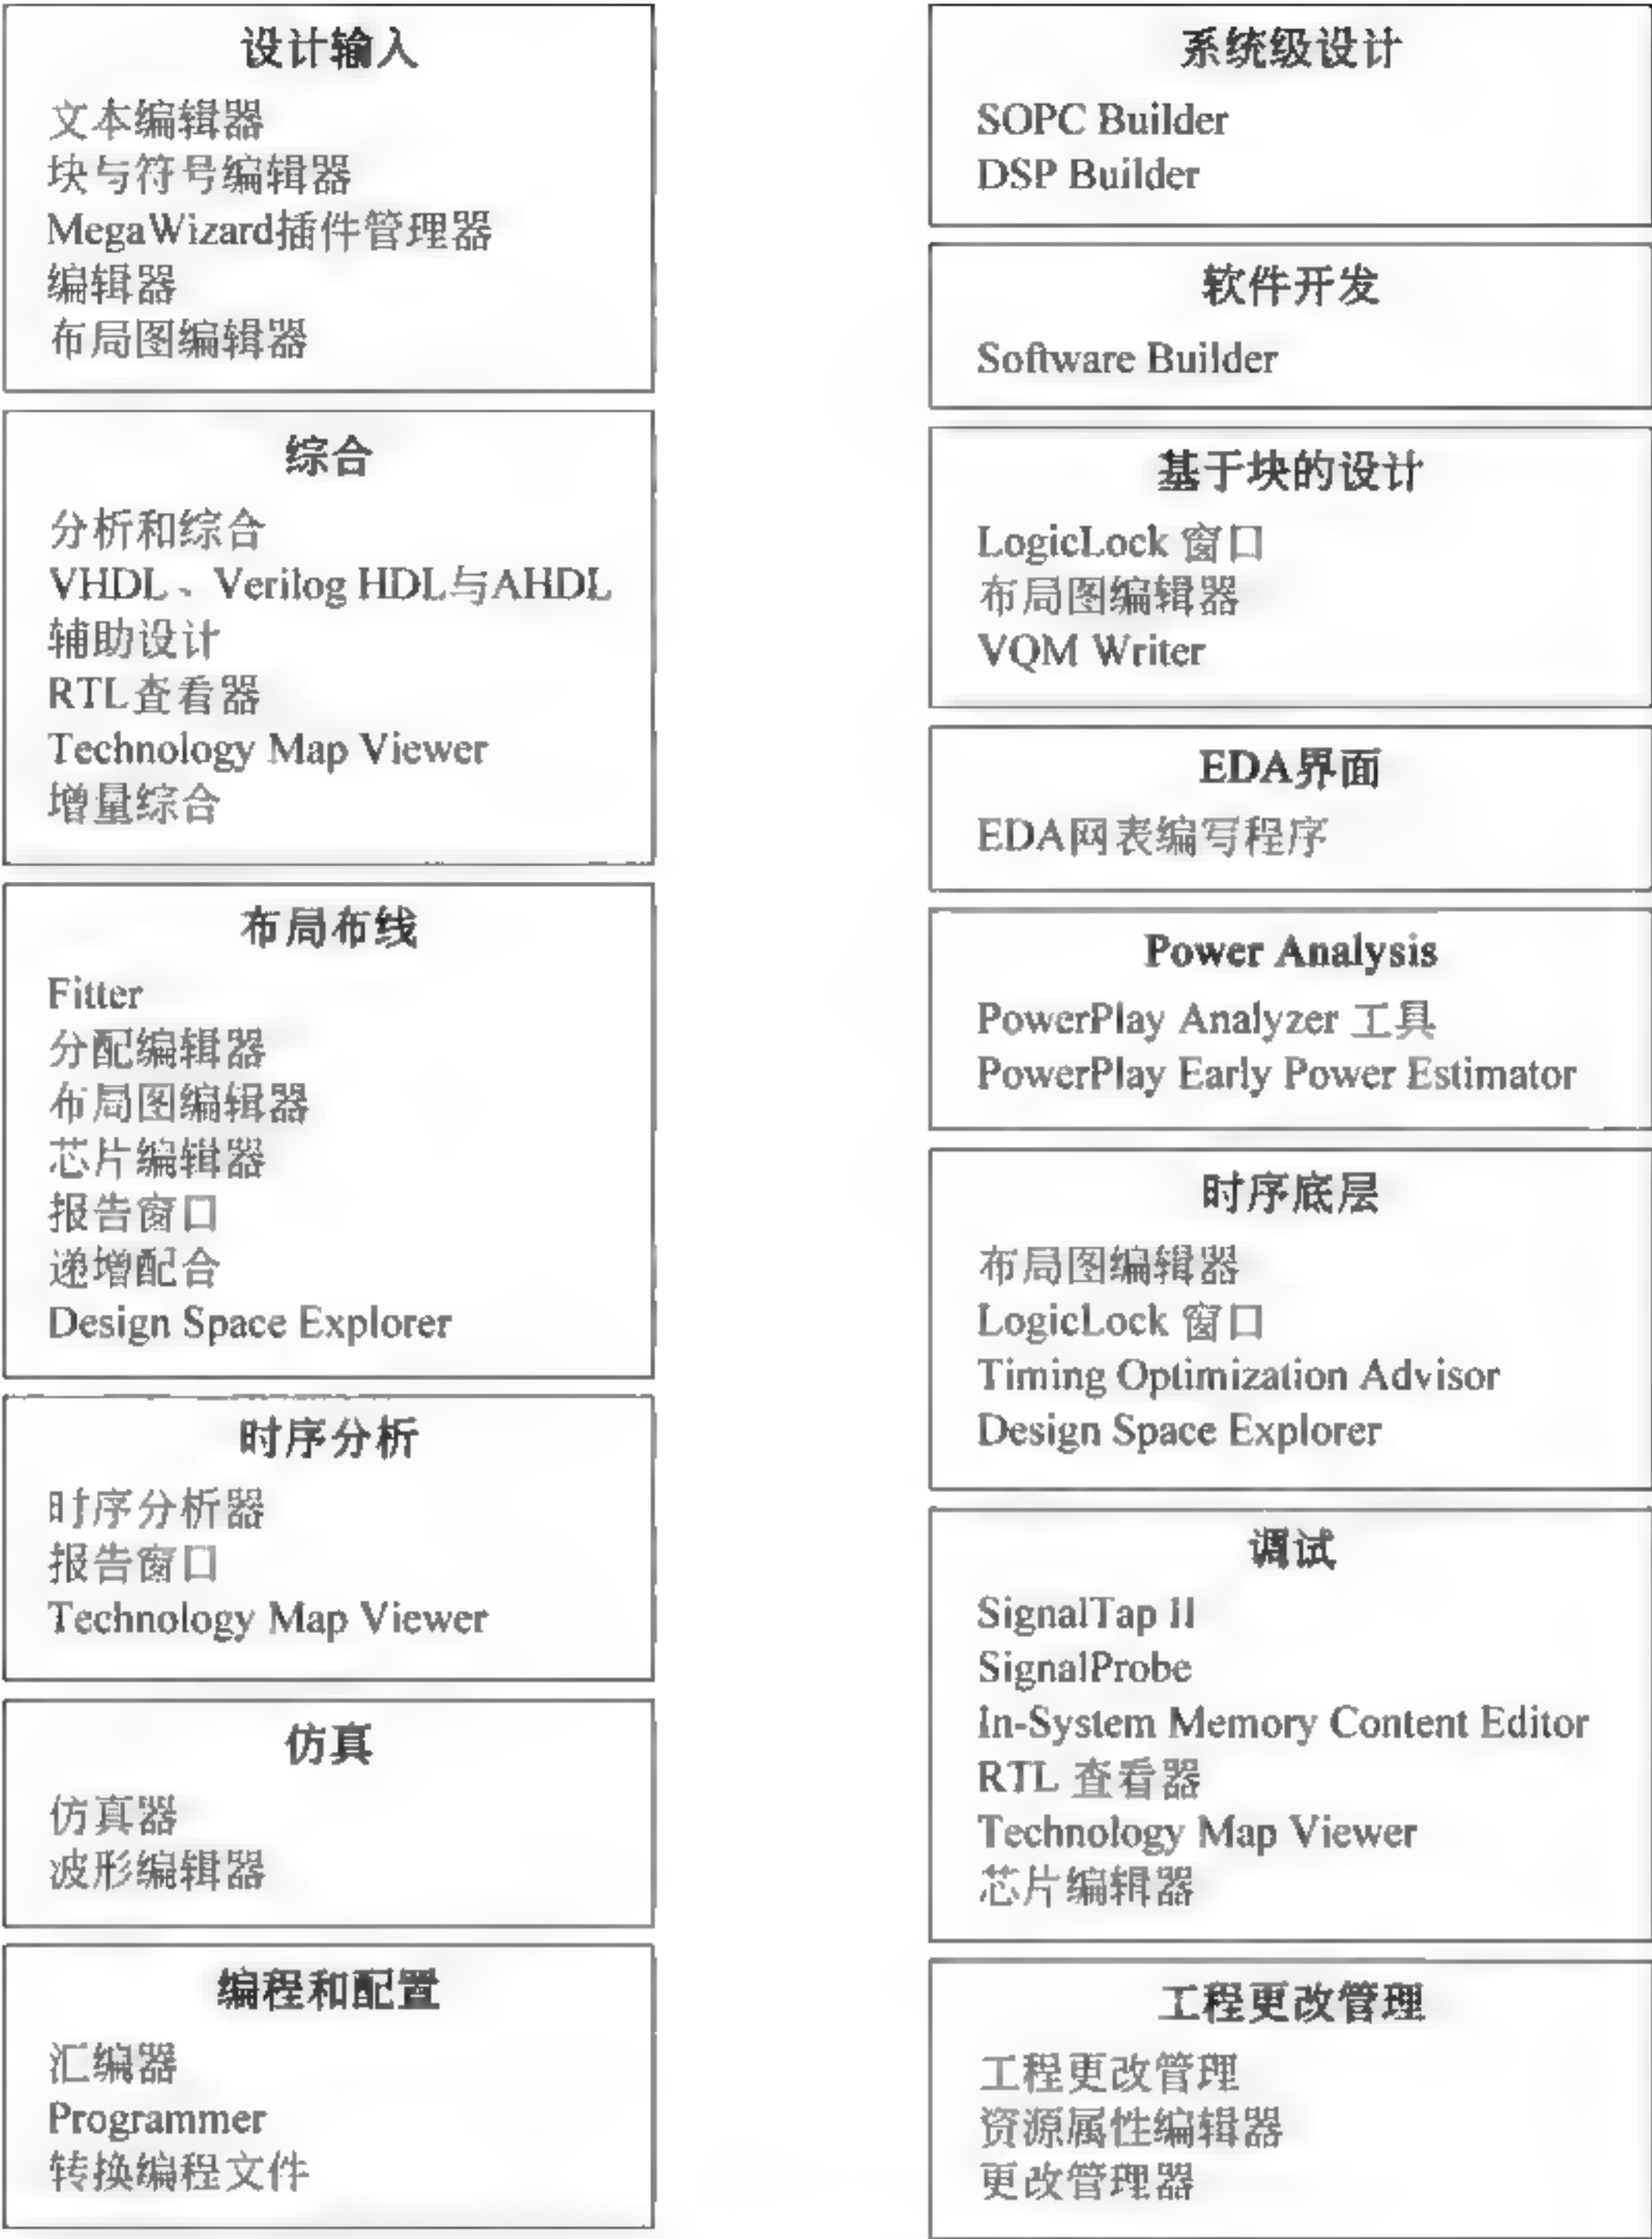 设计输入
文本编辑器
块与符号编辑器
MegaWizard插件管理器
编辑器
布局图编辑器
综合
分析和综合
VHDL、Verilog HDL与AHDL
辅助设计
RTL查看器
Technology Map Viewer
增量综合
布局布线
Fitter
分配编辑器
布局图编辑器
芯片编辑器
报告窗口
递增配合
Design Space Explorer
时序分析
时序分析器
报告窗口
Technology Map Viewer
仿真
仿真器
波形编辑器
编程和配置
汇编器
Programmer
转换编程文件
系统级设计
SOPC Builder
DSP Builder
软件开发
Software Builder
基于块的设计
LogicLock 窗口
布局图编辑器
VQM Writer
EDA界面
EDA网表编写程序
Power Analysis
PowerPlay Analyzer 工具
PowerPlay Early Power Estimator
时序底层
布局图编辑器
LogicLock 窗口
Timing Optimization Advisor
Design Space Explorer
调试
SignalTap II
SignalProbe
In-System Memory Content Editor
RTL 查看器
Technology Map Viewer
芯片编辑器
工程更改管理
工程更改管理
资源属性编辑器
更改管理器